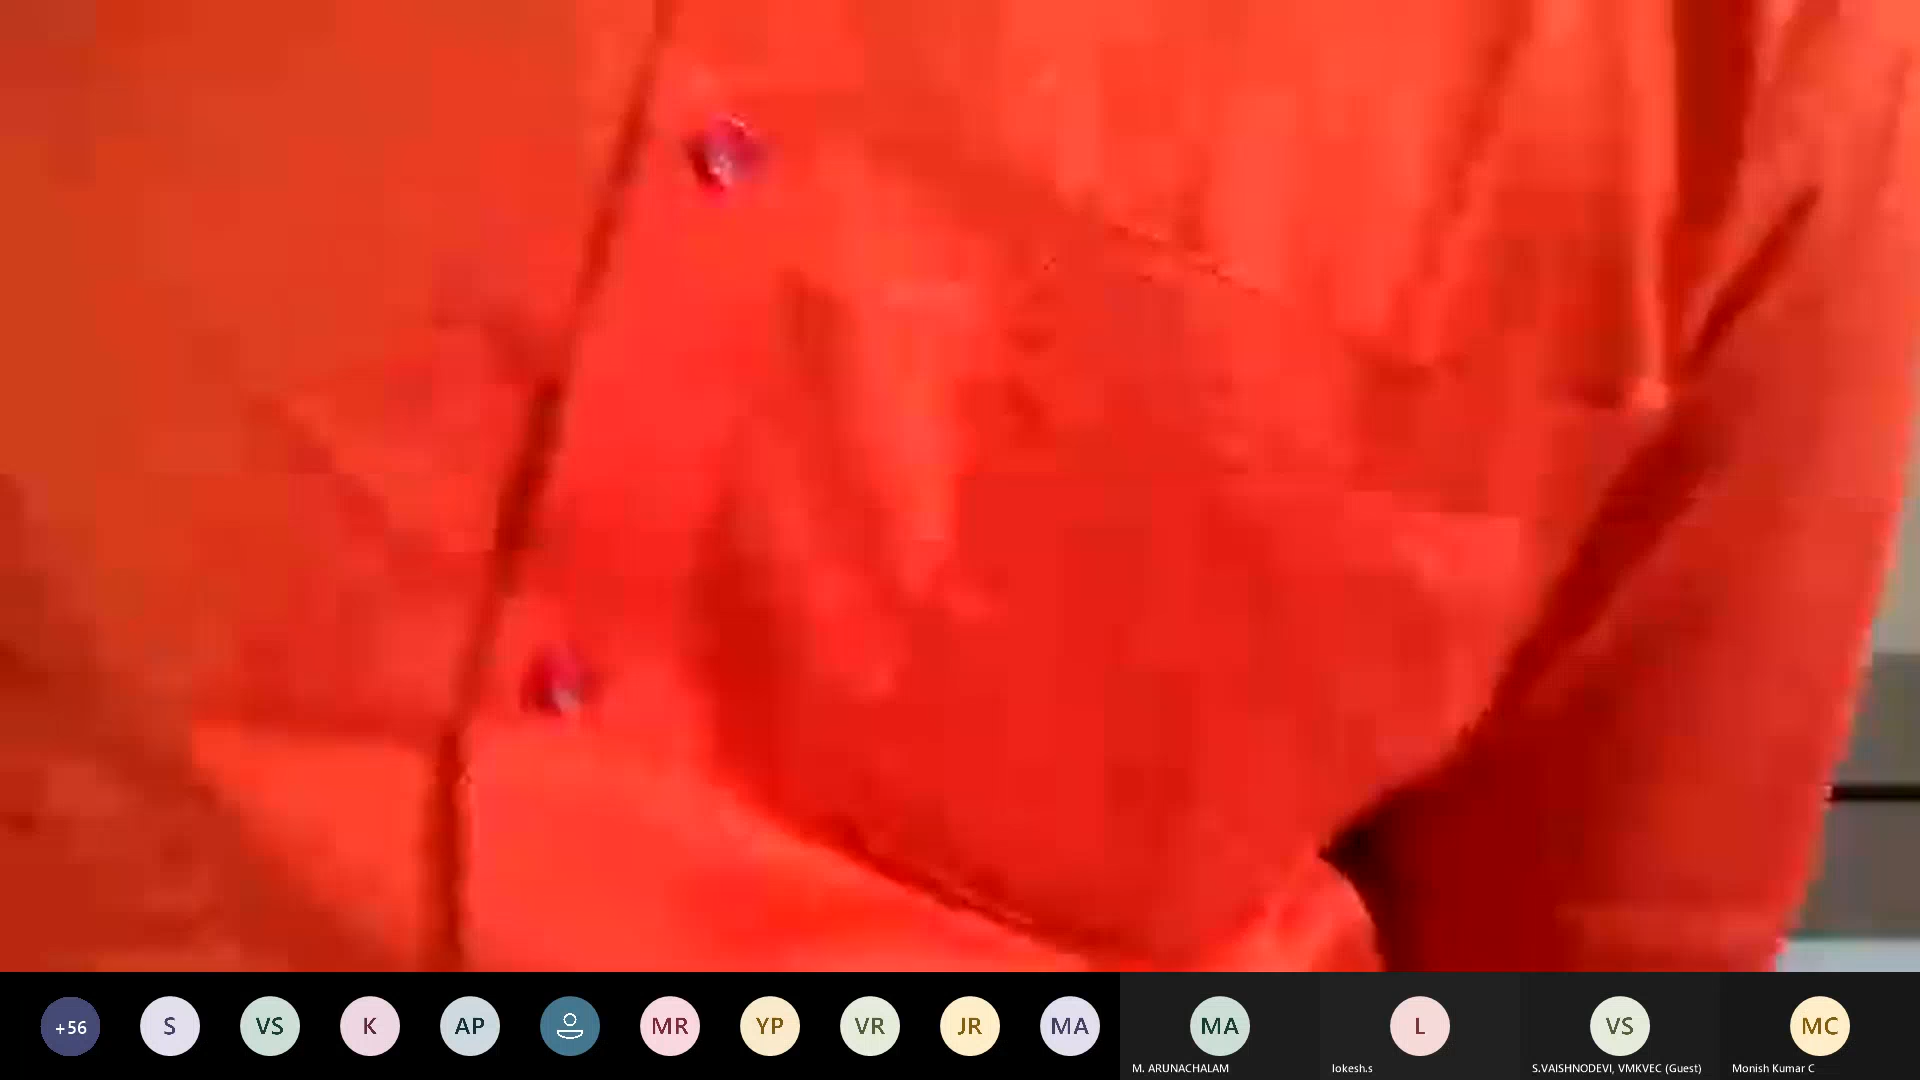 +56
S
VS
K
AP
MR
YP
VR
JR
MA
MA
L
VS
MC
M. ARUNACHALAM
lokesh.s
S.VAISHNODEVI, VMKVEC (Guest)
Monish Kumar C